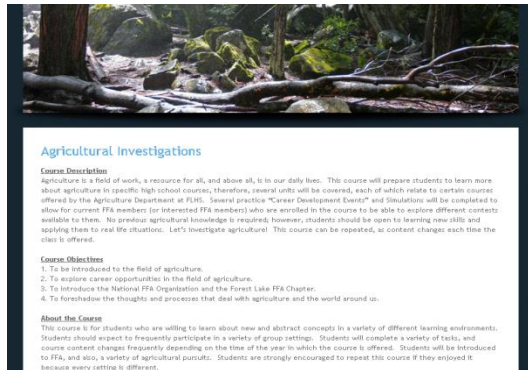 Agricultural Investigations
Course Description
Agriculture is a field of work, a resource for all, and above all, is in our daily lives.  This course will prepare students to learn more
about agriculture in specific high school courses, therefore, several units will be covered, each of which relate to certain courses
offered by the Agriculture Department at FLHS.  Several practice "Career Development Events" and Simulations will be completed to
allow for current FFA members (or interested FFA members) who are enrolled in the course to be able to explore different contests
available to them.  No previous agricultural knowledge is required; however, students should be open to learning new skills and
applying them to real life situations.  Let's investigate agriculture!  This course can be repeated, as content changes each time the
class is offered.
Course Objectives
1. To be introduced to the field of agriculture.
2. To explore career opportunities in the field of agriculture.
3. To introduce the National FFA Organization and the Forest Lake FFA Chapter.
4. To foreshadow the thoughts and processes that deal with agriculture and the world around us.
About the Course
This course is for students who are willing to learn about new and abstract concepts in a variety of different learning environments.
Students should expect to frequently participate in a variety of group settings.  Students will complete a variety of tasks, and
course content changes frequently depending on the time of the year in which the course is offered.  Students will be introduced
to FFA, and also, a variety of agricultural pursuits.  Students are strongly encouraged to repeat this course if they enjoyed it
because every setting is different.